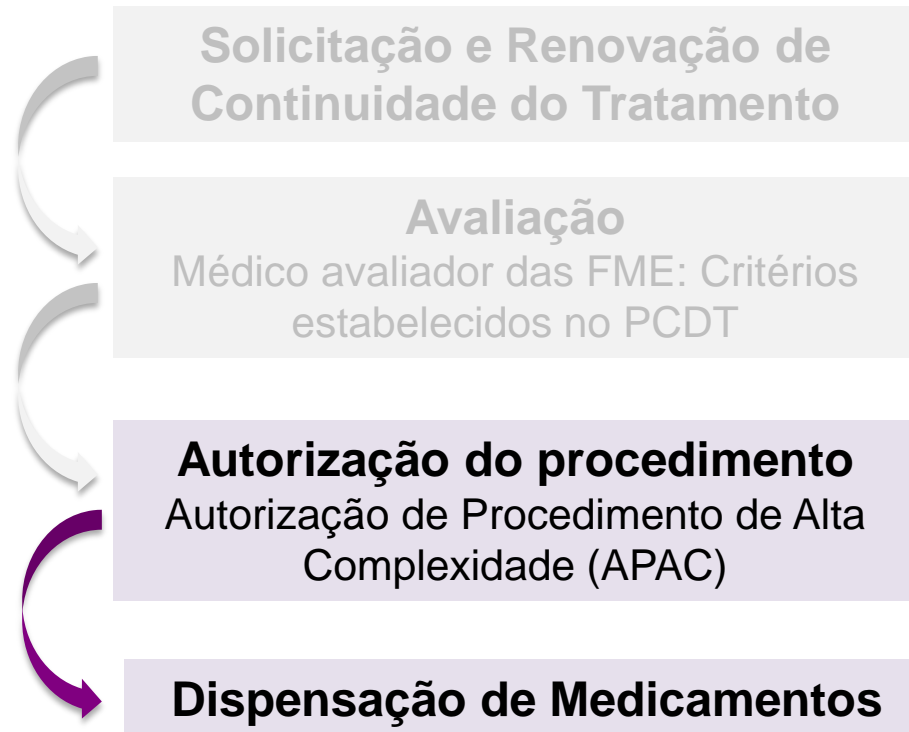 Solicitação e Renovação de
Continuidade do Tratamento
Avaliação
Médico avaliador das FME: Critérios
estabelecidos no PCDT
Autorização do procedimento
Autorização de Procedimento de Alta
Complexidade (APAC)
Dispensação de Medicamentos